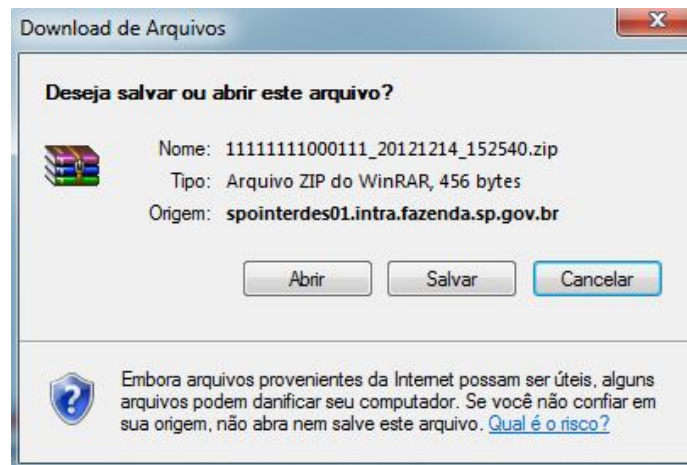 Download de Arquivos
Deseja salvar ou abrir este arquivo?
Nome: 11111111000111_20121214_152540.zip
Tipo: Arquivo ZIP do WinRAR, 456 bytes
Origem: spointerdes01.intra.fazenda.sp.gov.br
Abrir Salvar Cancelar
Embora arquivos provenientes da Internet possam ser úteis, alguns
arquivos podem danificar seu computador. Se você não confiar em
sua origem, não abra nem salve este arquivo. Qual é o risco?